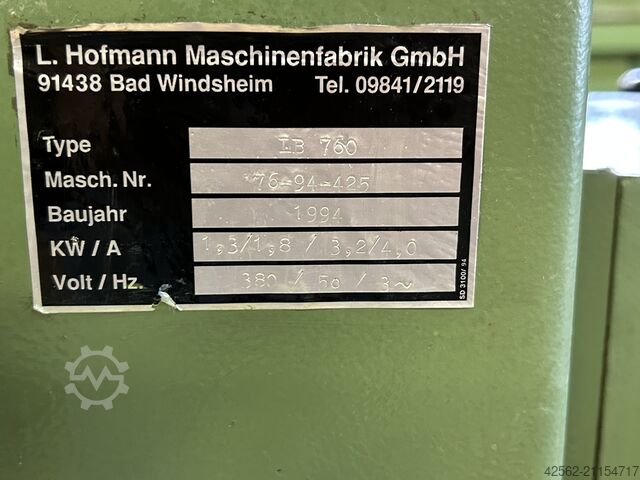 L. Hofmann Maschinenfabrik GmbH
91438 Bad Windsheim Tel. 09841/2119
Type IB 760
Masch. Nr. 76-94-425
Baujahr 1994
KW / A 1,3/1,8 / 3,2/4,0
Volt / Hz. 380 / 50 / 3~
SD 3100/ 94
42562-21154717